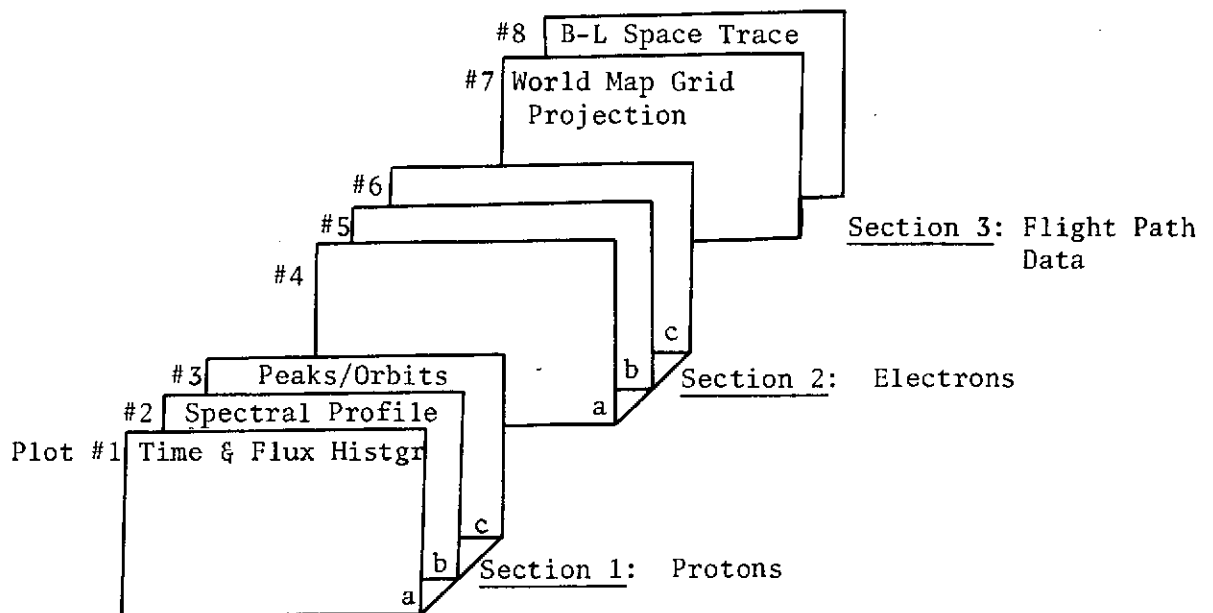 #8 B-L Space Trace
#7 World Map Grid
Projection
#6
#5
Section 3: Flight Path
Data
#4
c
b
#3 Peaks/Orbits
Section 2: Electrons
a
#2 Spectral Profile
Plot #1 Time & Flux Histgr
c
b
Section 1: Protons
a